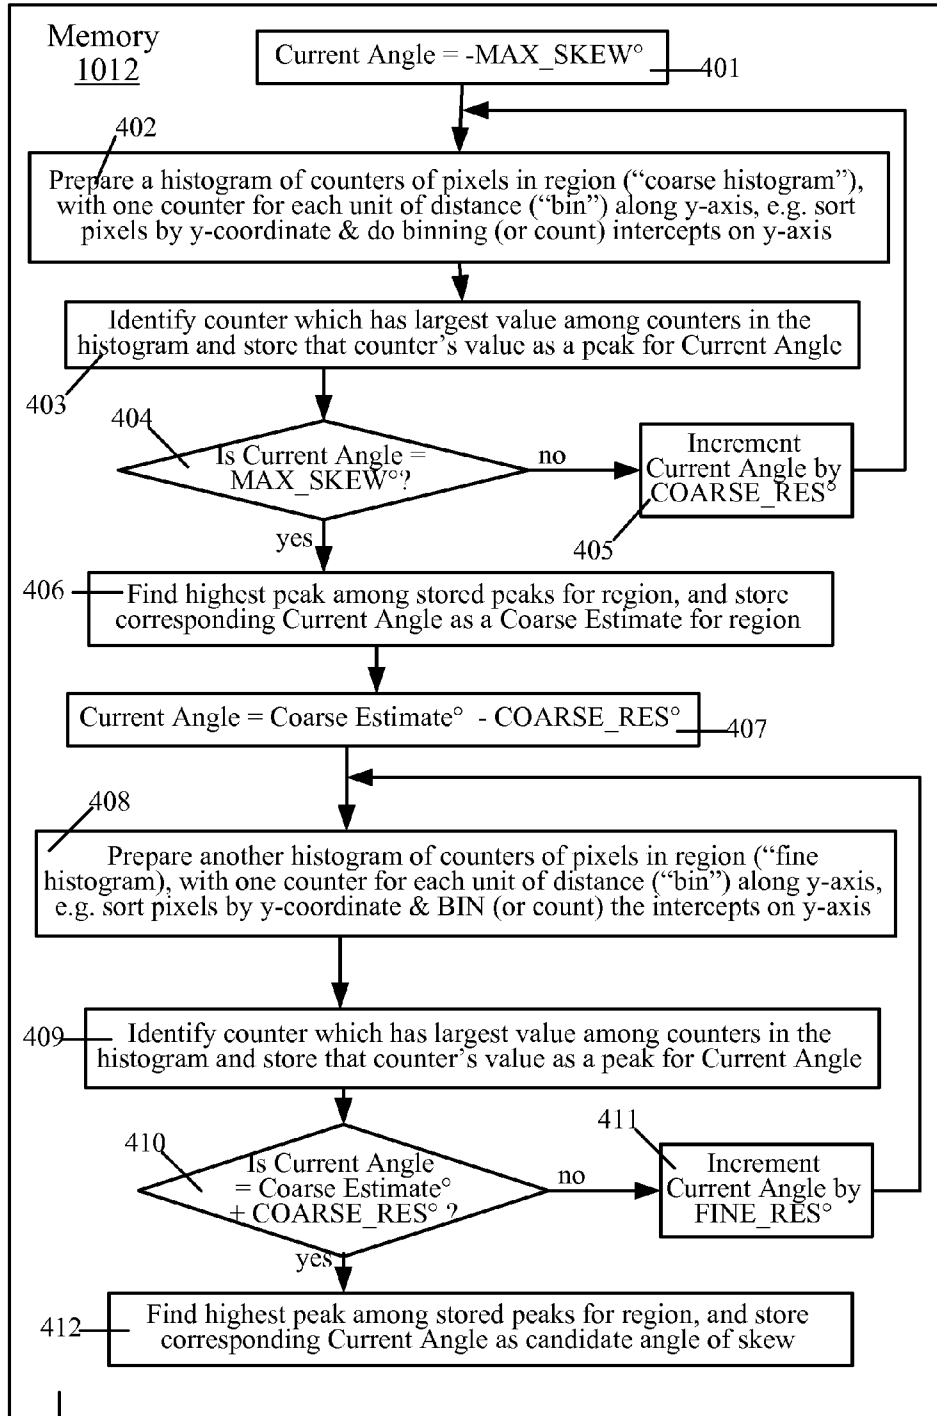 Memory
1012
Current Angle = -MAX_SKEW°
401
402
Prepare a histogram of counters of pixels in region (“coarse histogram”),
with one counter for each unit of distance (“bin”) along y-axis, e.g. sort
pixels by y-coordinate & do binning (or count) intercepts on y-axis
Identify counter which has largest value among counters in the
histogram and store that counter’s value as a peak for Current Angle
403
404
Is Current Angle =
MAX_SKEW°?
no
Increment
Current Angle by
COARSE_RES°
405
yes
406
Find highest peak among stored peaks for region, and store
corresponding Current Angle as a Coarse Estimate for region
Current Angle = Coarse Estimate° - COARSE_RES°
407
408
Prepare another histogram of counters of pixels in region (“fine
histogram), with one counter for each unit of distance (“bin”) along y-axis,
e.g. sort pixels by y-coordinate & BIN (or count) the intercepts on y-axis
409
Identify counter which has largest value among counters in the
histogram and store that counter’s value as a peak for Current Angle
410
Is Current Angle
= Coarse Estimate°
+ COARSE_RES° ?
no
411
Increment
Current Angle by
FINE_RES°
yes
412
Find highest peak among stored peaks for region, and store
corresponding Current Angle as candidate angle of skew